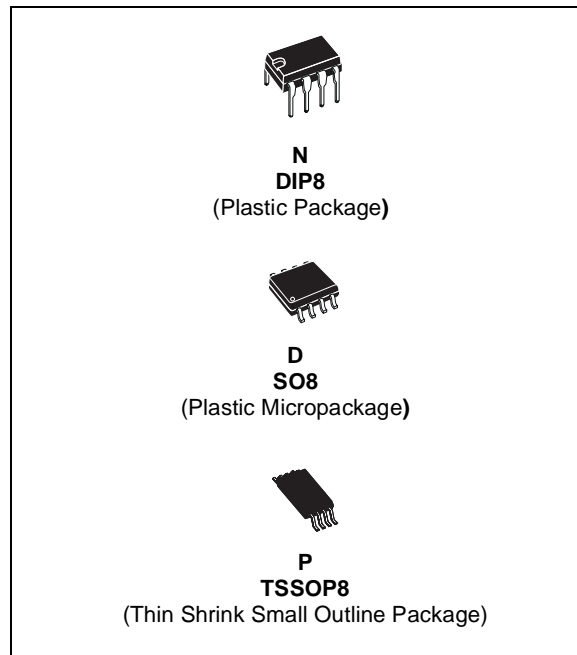 N
DIP8
(Plastic Package)
D
SO8
(Plastic Micropackage)
P
TSSOP8
(Thin Shrink Small Outline Package)